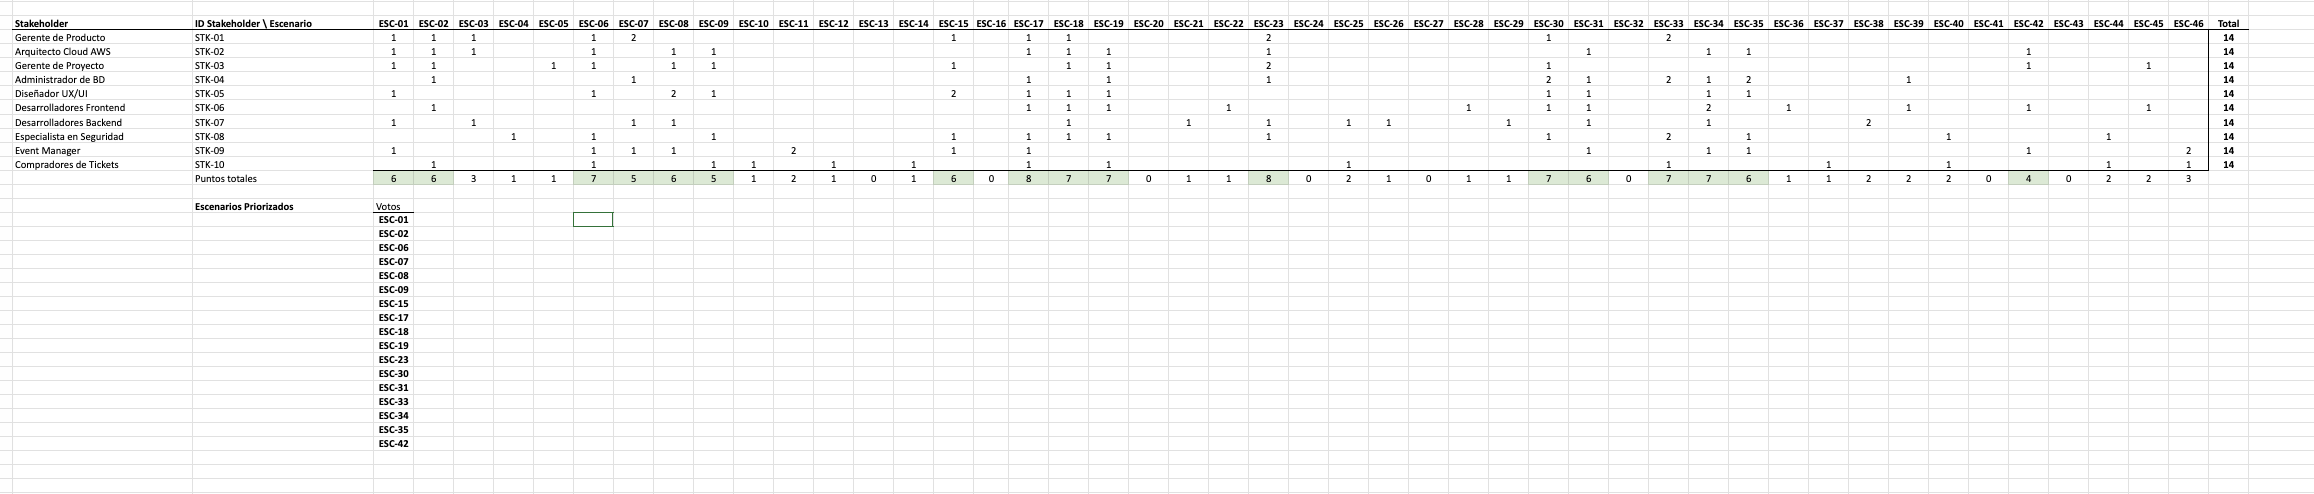 Stakeholder ID Stakeholder \ Escenario ESC-01 ESC-02 ESC-03 ESC-04 ESC-05 ESC-06 ESC-07 ESC-08 ESC-09 ESC-10 ESC-11 ESC-12 ESC-13 ESC-14 ESC-15 ESC-16 ESC-17 ESC-18 ESC-19 ESC-20 ESC-21 ESC-22 ESC-23 ESC-24 ESC-25 ESC-26 ESC-27 ESC-28 ESC-29 ESC-30 ESC-31 ESC-32 ESC-33 ESC-34 ESC-35 ESC-36 ESC-37 ESC-38 ESC-39 ESC-40 ESC-41 ESC-42 ESC-43 ESC-44 ESC-45 ESC-46 Total
Gerente de Producto STK-01 1 1 1 1 2 1 1 1 2 1 2 14
Arquitecto Cloud AWS STK-02 1 1 1 1 1 1 1 1 1 1 1 1 1 1 14
Gerente de Proyecto STK-03 1 1 1 1 1 1 1 1 1 2 1 1 1 14
Administrador de BD STK-04 1 1 1 1 1 2 1 2 1 2 1 14
Diseñador UX/UI STK-05 1 1 2 1 2 1 1 1 1 1 1 1 14
Desarrolladores Frontend STK-06 1 1 1 1 1 1 1 1 2 1 1 1 1 14
Desarrolladores Backend STK-07 1 1 1 1 1 1 1 1 1 1 1 1 2 14
Especialista en Seguridad STK-08 1 1 1 1 1 1 1 1 1 2 1 1 1 14
Event Manager STK-09 1 1 1 1 2 1 1 1 1 1 1 2 14
Compradores de Tickets STK-10 1 1 1 1 1 1 1 1 1 1 1 1 1 1 14
Puntos totales 6 6 3 1 1 7 5 6 5 1 2 1 0 1 6 0 8 7 7 0 1 1 8 0 2 1 0 1 1 7 6 0 7 7 6 1 1 2 2 2 0 4 0 2 2 3
Escenarios Priorizados Votos
ESC-01
ESC-02
ESC-06
ESC-07
ESC-08
ESC-09
ESC-15
ESC-17
ESC-18
ESC-19
ESC-23
ESC-30
ESC-31
ESC-33
ESC-34
ESC-35
ESC-42